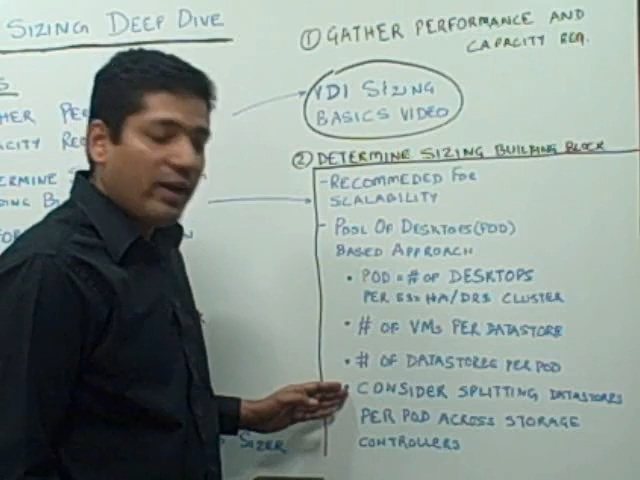 SIZING DEEP DIVE
① GATHER PERFORMANCE AND
CAPACITY REQ.
VDI SIZING
BASICS VIDEO
② DETERMINE SIZING BUILDING BLOCK
- RECOMMEDED FOR
SCALABILITY
- POOL OF DESKTOPS (POD)
BASED APPROACH
• POD = # OF DESKTOPS
PER ESX HA/DRS CLUSTER
• # OF VMs PER DATASTORE
• # OF DATASTORES PER POD
• CONSIDER SPLITTING DATASTORES
PER POD ACROSS STORAGE
CONTROLLERS
SIZER